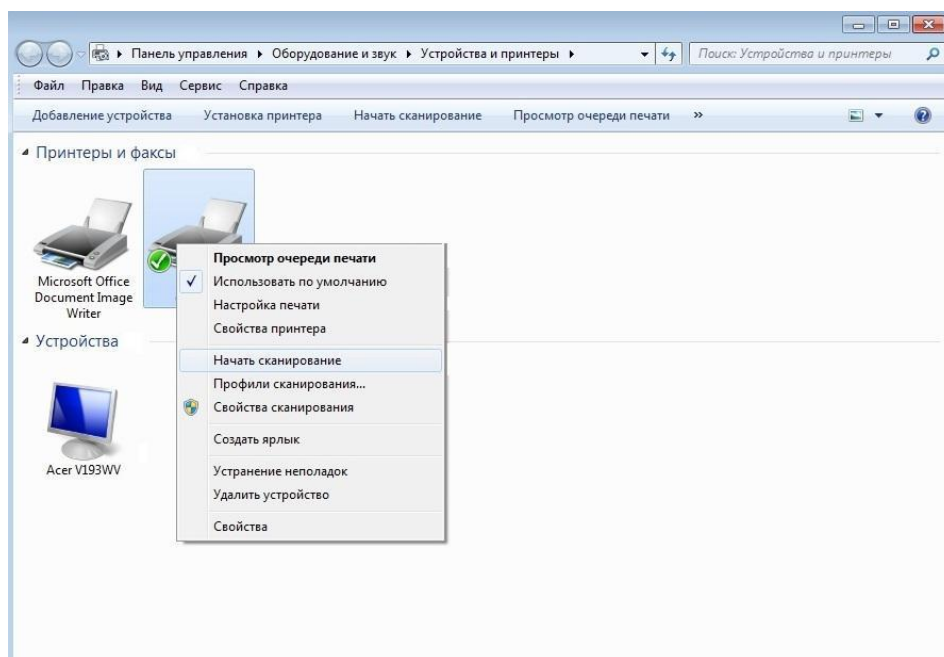 Панель управления Оборудование и звук Устройства и принтеры Поиск: Устройства и принтеры
Файл Правка Вид Сервис Справка
Добавление устройства Установка принтера Начать сканирование Просмотр очереди печати »
Принтеры и факсы
Microsoft Office
Document Image
Writer
Просмотр очереди печати
Использовать по умолчанию
Настройка печати
Свойства принтера
Начать сканирование
Профили сканирования...
Свойства сканирования
Создать ярлык
Устранение неполадок
Удалить устройство
Свойства
Устройства
Acer V193WV